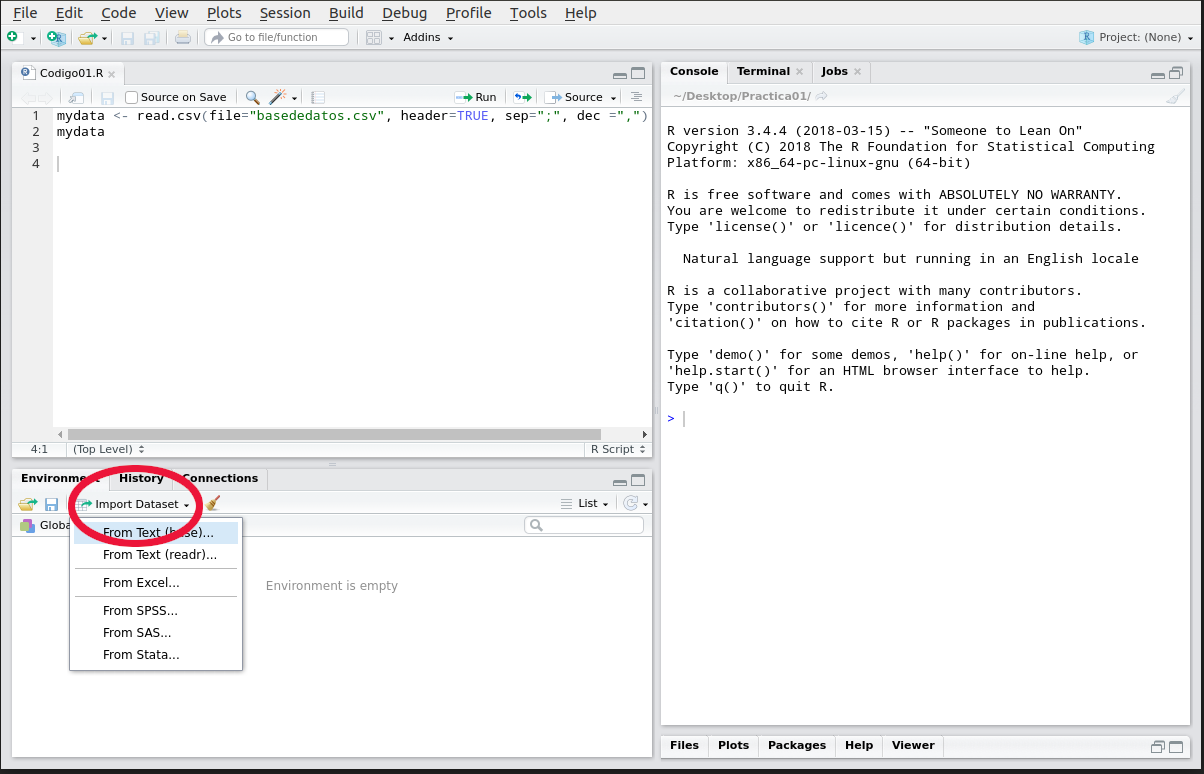 File Edit Code View Plots Session Build Debug Profile Tools Help
Go to file/function Addins Project: (None)
Codigo01.R
Source on Save Run Source
1 mydata <- read.csv(file="basededatos.csv", header=TRUE, sep=";", dec =",")
2 mydata
3
4
4:1 (Top Level) R Script
Environment History Connections
Import Dataset List
Global
From Text (base)...
From Text (readr)...
From Excel...
From SPSS...
From SAS...
From Stata...
Environment is empty
Console Terminal Jobs
~/Desktop/Practica01/
R version 3.4.4 (2018-03-15) -- "Someone to Lean On"
Copyright (C) 2018 The R Foundation for Statistical Computing
Platform: x86_64-pc-linux-gnu (64-bit)
R is free software and comes with ABSOLUTELY NO WARRANTY.
You are welcome to redistribute it under certain conditions.
Type 'license()' or 'licence()' for distribution details.
Natural language support but running in an English locale
R is a collaborative project with many contributors.
Type 'contributors()' for more information and
'citation()' on how to cite R or R packages in publications.
Type 'demo()' for some demos, 'help()' for on-line help, or
'help.start()' for an HTML browser interface to help.
Type 'q()' to quit R.
>
Files Plots Packages Help Viewer